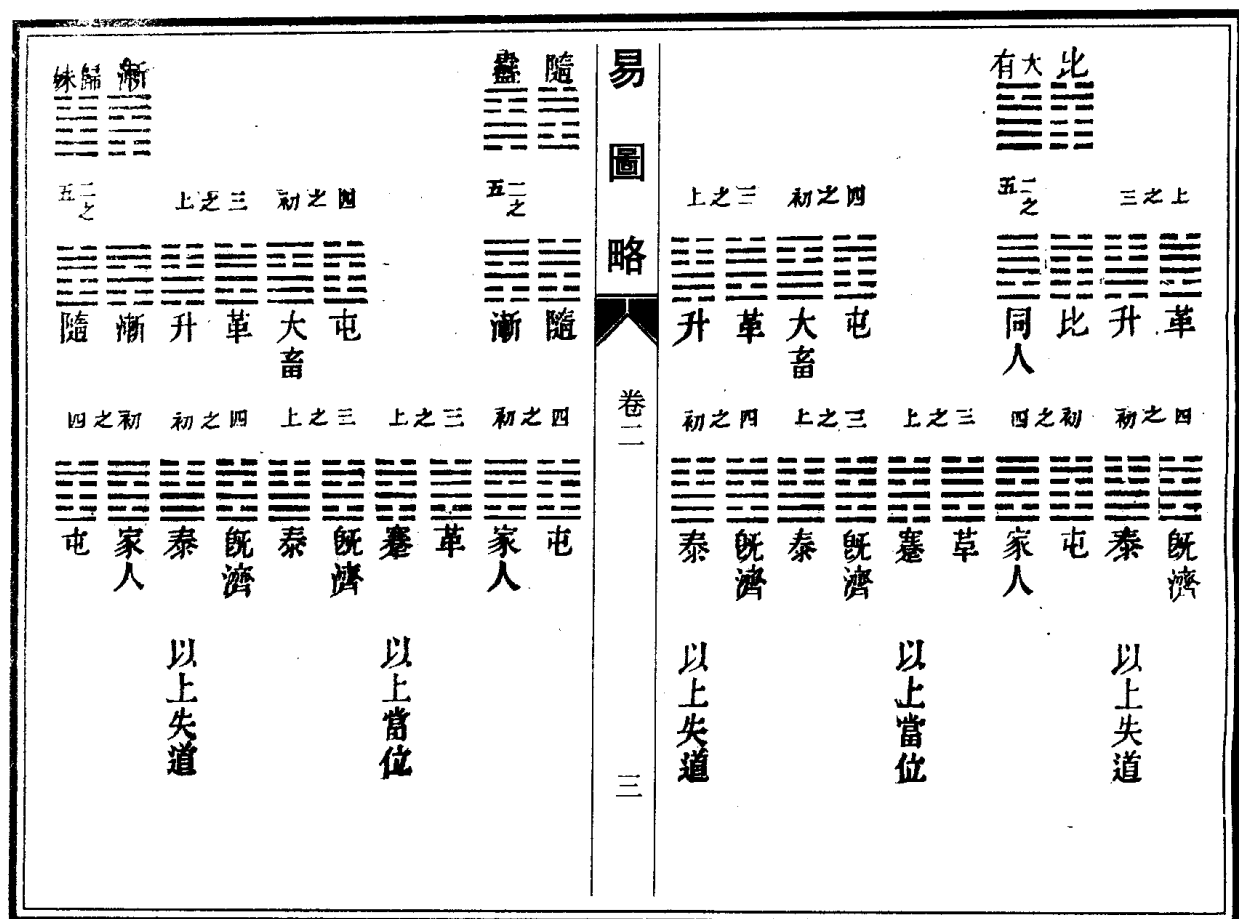 比 大有
上之三 二之五 四之初 三之上
革 升 比 同人 屯 大畜 革 升
四之初 初之四 三之上 三之上 四之初
既濟 泰 屯 家人 革 蹇 既濟 泰 既濟 泰
以上失道 以上當位 以上失道
易圖略
卷二
三
隨 蠱 漸 歸妹
二之五 四之初 三之上 二之五
隨 漸 屯 大畜 革 升 漸 隨
四之初 三之上 三之上 四之初 初之四
屯 家人 革 蹇 既濟 泰 既濟 泰 家人 屯
以上當位 以上失道